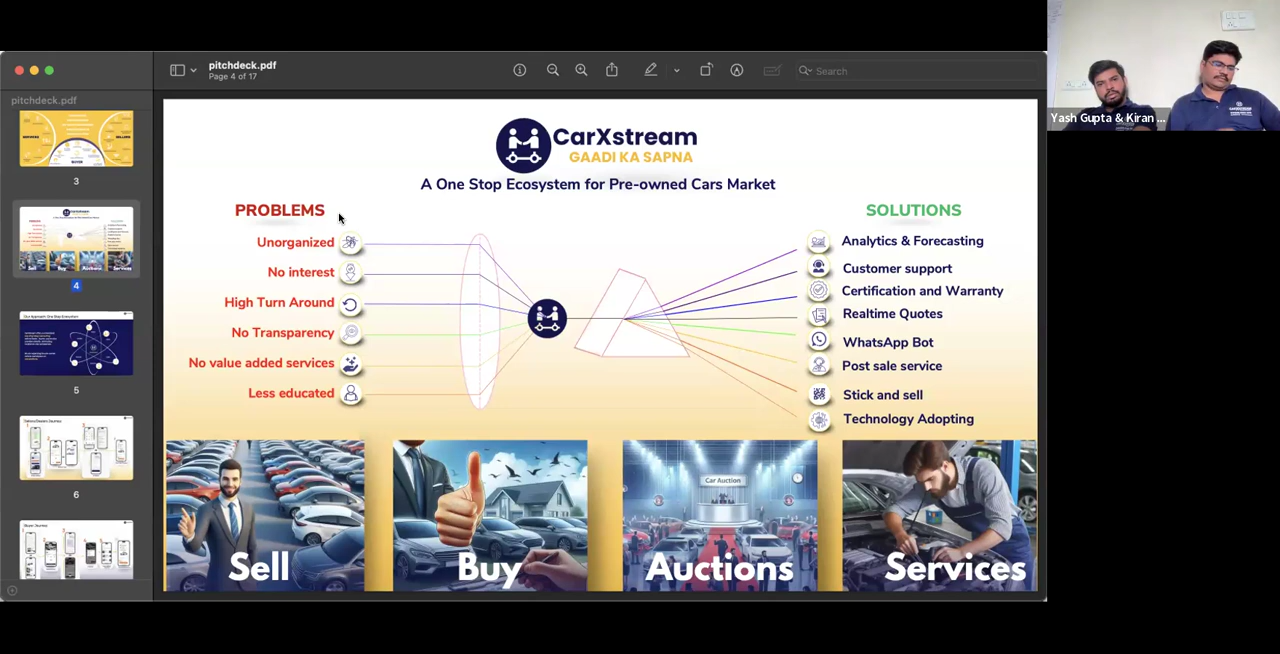 pitchdeck.pdf
Page 4 of 17
Search
pitchdeck.pdf
3
4
5
6
CarXstream
GAADI KA SAPNA
A One Stop Ecosystem for Pre-owned Cars Market
PROBLEMS
Unorganized
No interest
High Turn Around
No Transparency
No value added services
Less educated
SOLUTIONS
Analytics & Forecasting
Customer support
Certification and Warranty
Realtime Quotes
WhatsApp Bot
Post sale service
Stick and sell
Technology Adopting
Car Auction
Sell
Buy
Auctions
Services
Yash Gupta & Kiran ...